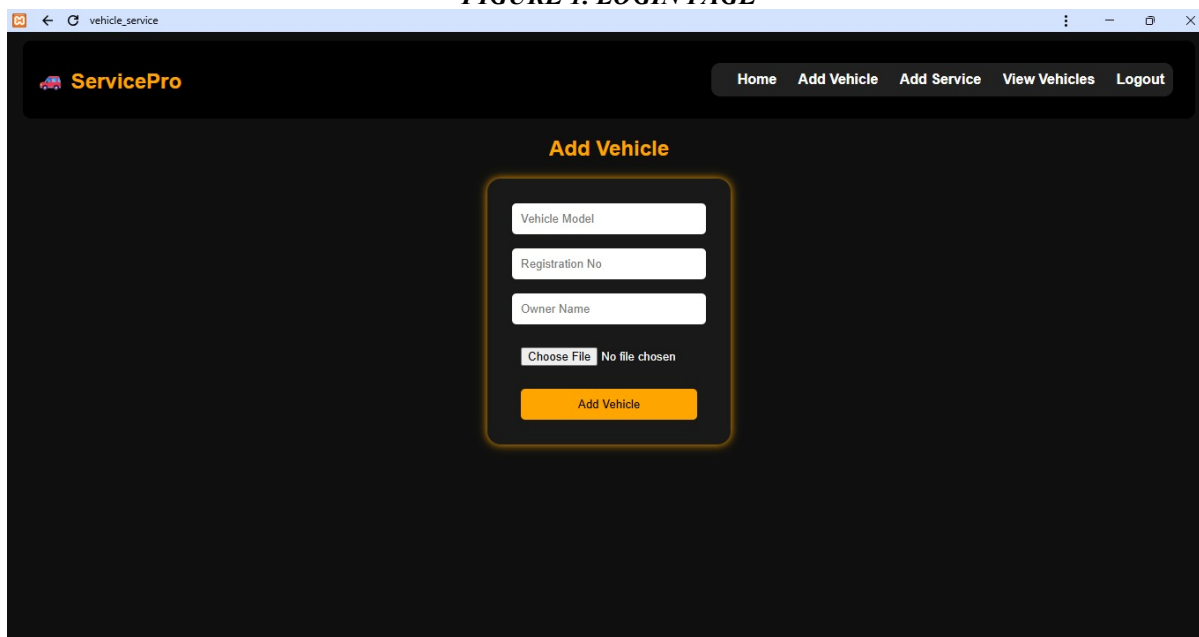 FIGURE 1. LOGIN PAGE
vehicle_service
ServicePro
Home Add Vehicle Add Service View Vehicles Logout
Add Vehicle
Vehicle Model
Registration No
Owner Name
Choose File No file chosen
Add Vehicle